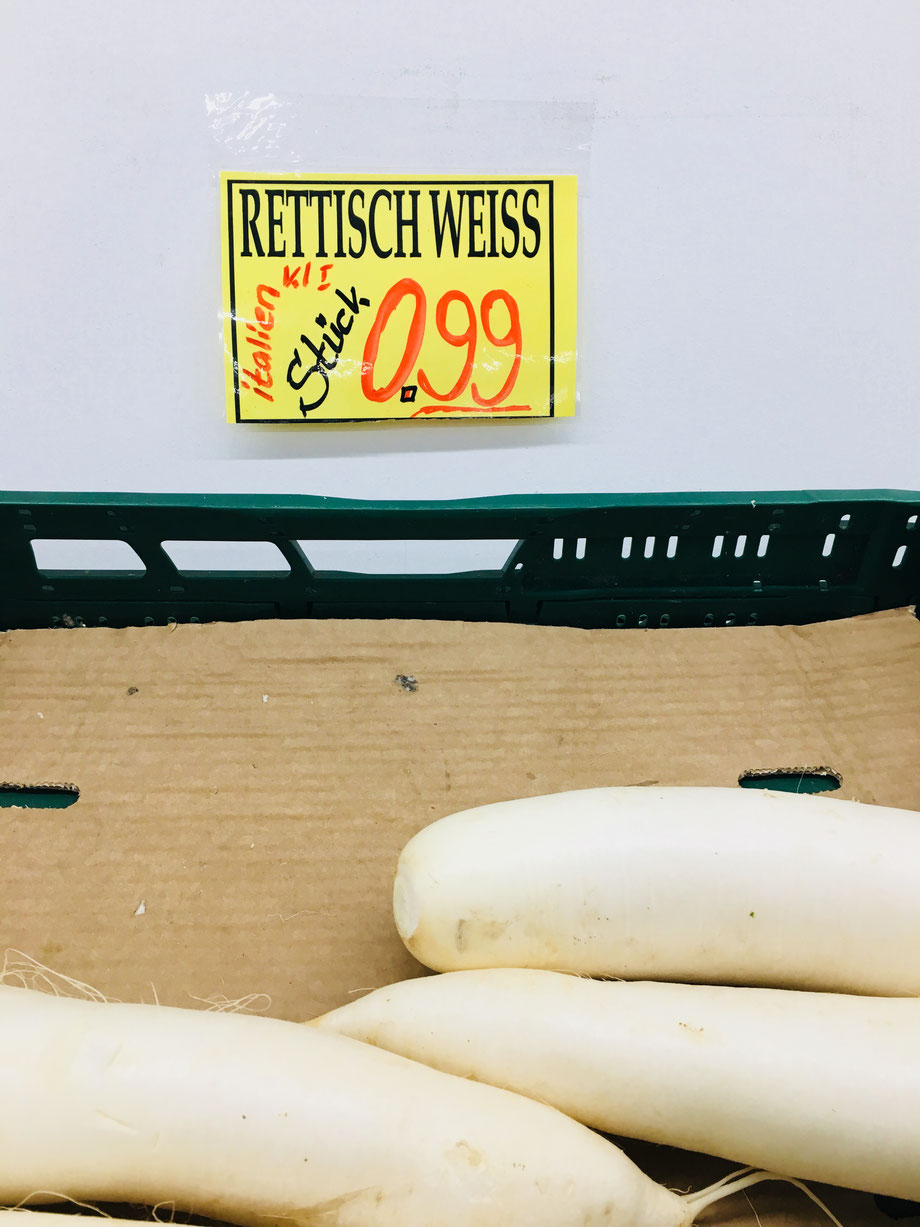 RETTISCH WEISS
italien Kl I
Stück 0.99